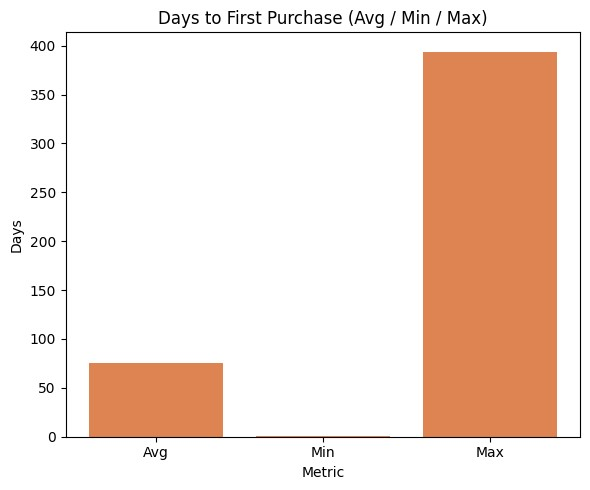 Days to First Purchase (Avg / Min / Max)
400
350
300
250
200
150
100
50
0
Days
Avg Min Max
Metric